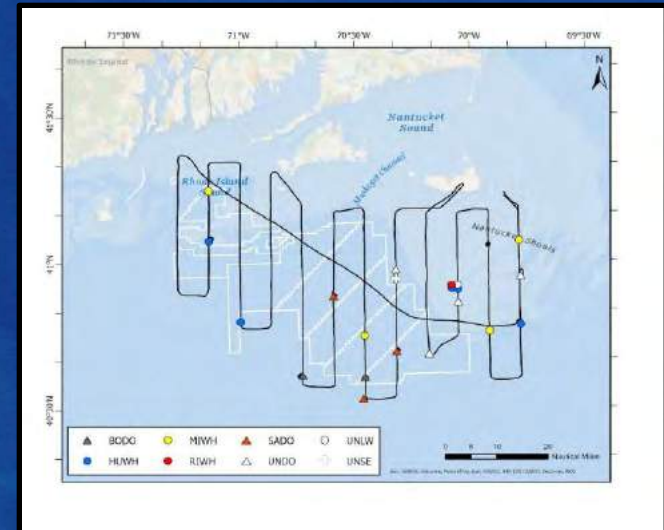 71°30'W 71°W 70°30'W 70°W 69°30'W
N
41°30'N
41°N
40°30'N
Nantucket
Sound
Muskeget Channel
Rhode Island
Sound
Nantucket Shoals
BODO MIWH SADO UNLW
HUWH RIWH UNDO UNSE
0 5 10 20
Nautical Miles